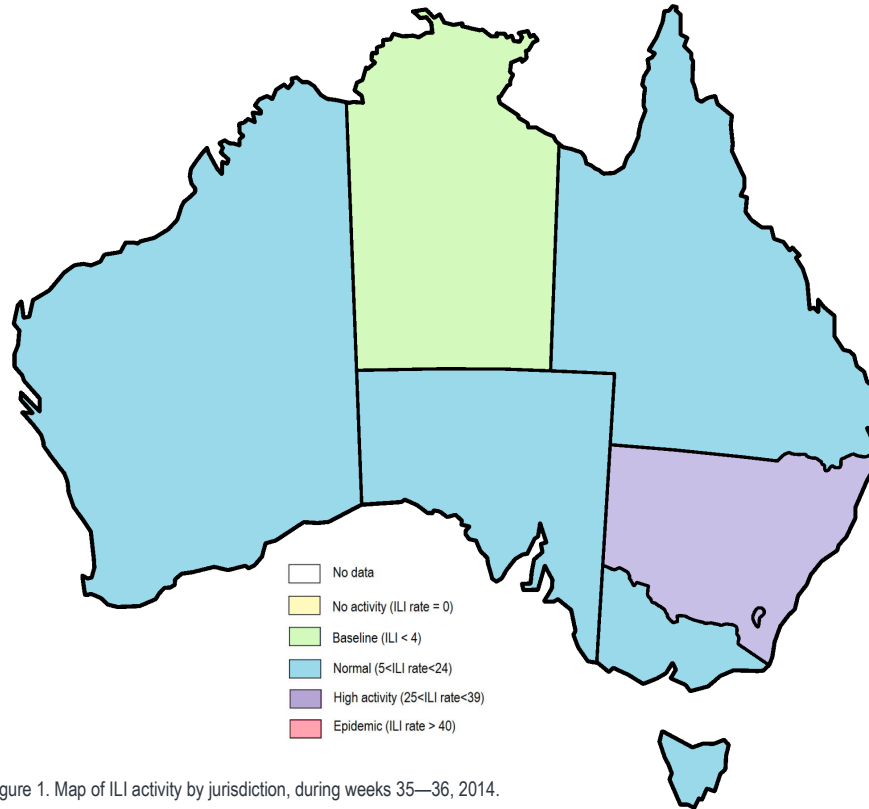 No data
No activity (ILI rate = 0)
Baseline (ILI < 4)
Normal (5<ILI rate<24)
High activity (25<ILI rate<39)
Epidemic (ILI rate > 40)
gure 1. Map of ILI activity by jurisdiction, during weeks 35—36, 2014.